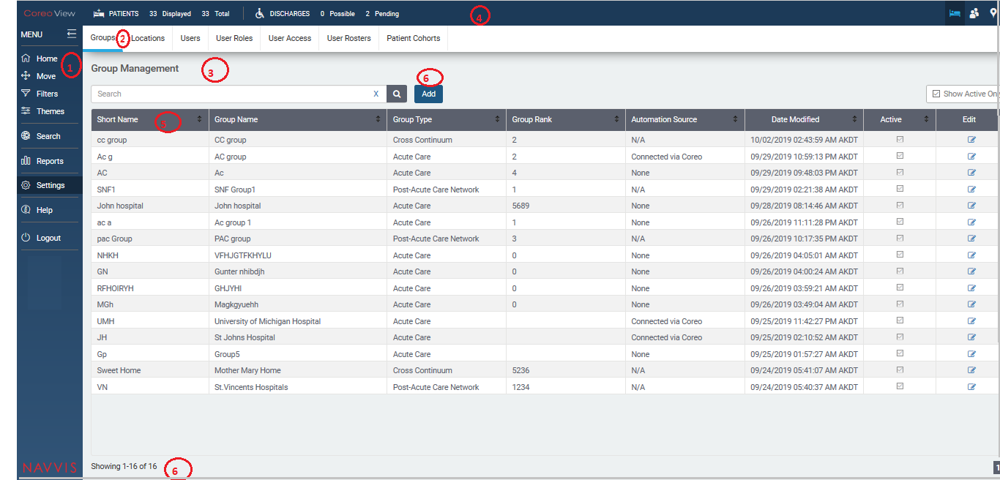 Coreo View PATIENTS 33 Displayed 33 Total DISCHARGES 0 Possible 2 Pending 4
MENU
Groups 2 Locations Users User Roles User Access User Rosters Patient Cohorts
Home
1
Move
Filters
Themes
Search
Reports
Settings
Help
Logout
NAVVIS
Group Management 3
6
Search X Add Show Active On
Short Name 5 Group Name Group Type Group Rank Automation Source Date Modified Active Edit
cc group CC group Cross Continuum 2 N/A 10/02/2019 02:43:59 AM AKDT
Ac g AC group Acute Care 2 Connected via Coreo 09/29/2019 10:59:13 PM AKDT
AC Ac Acute Care 4 None 09/29/2019 09:48:03 PM AKDT
SNF1 SNF Group1 Post-Acute Care Network 1 N/A 09/29/2019 02:21:38 AM AKDT
John hospital John hospital Acute Care 5689 None 09/28/2019 08:14:46 AM AKDT
ac a Ac group 1 Acute Care 1 None 09/26/2019 11:11:28 PM AKDT
pac Group PAC group Post-Acute Care Network 3 N/A 09/26/2019 10:17:35 PM AKDT
NHKH VFHJGTFKHYLU Acute Care 0 None 09/26/2019 04:05:01 AM AKDT
GN Gunter nhibdjh Acute Care 0 None 09/26/2019 04:00:24 AM AKDT
RFHOIRYH GHJYHI Acute Care 0 None 09/26/2019 03:59:21 AM AKDT
MGh Magkgyuehh Acute Care 0 None 09/26/2019 03:49:04 AM AKDT
UMH University of Michigan Hospital Acute Care Connected via Coreo 09/25/2019 11:42:27 PM AKDT
JH St Johns Hospital Acute Care Connected via Coreo 09/25/2019 02:10:52 AM AKDT
Gp Group5 Acute Care None 09/25/2019 01:57:27 AM AKDT
Sweet Home Mother Mary Home Cross Continuum 5236 N/A 09/24/2019 05:41:07 AM AKDT
VN St.Vincents Hospitals Post-Acute Care Network 1234 N/A 09/24/2019 05:40:37 AM AKDT
Showing 1-16 of 16 6 1